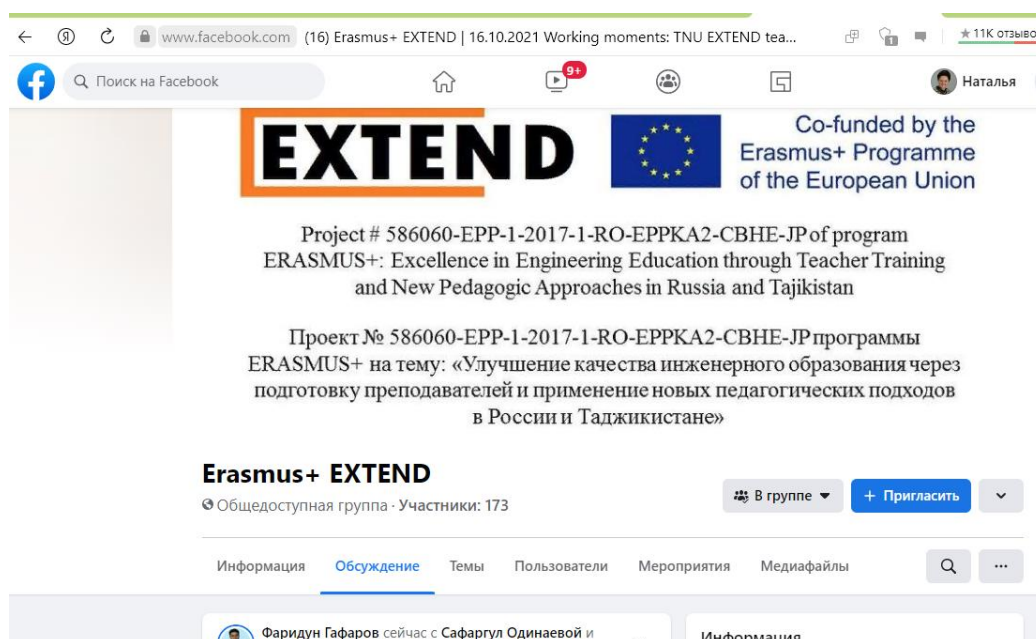 www.facebook.com (16) Erasmus+ EXTEND | 16.10.2021 Working moments: TNU EXTEND tea...
1
★ 11K отзыво
Поиск на Facebook
9+
Наталья
EXTEND
Co-funded by the
Erasmus+ Programme
of the European Union
Project # 586060-EPP-1-2017-1-RO-EPPKA2-CBHE-JP of program
ERASMUS+: Excellence in Engineering Education through Teacher Training
and New Pedagogic Approaches in Russia and Tajikistan
Проект № 586060-EPP-1-2017-1-RO-EPPKA2-CBHE-JP программы
ERASMUS+ на тему: «Улучшение качества инженерного образования через
подготовку преподавателей и применение новых педагогических подходов
в России и Таджикистане»
Erasmus+ EXTEND
Общедоступная группа · Участники: 173
В группе
+ Пригласить
Информация Обсуждение Темы Пользователи Мероприятия Медиафайлы
Фаридун Гафаров сейчас с Сафаргул Одинаевой и
Информация